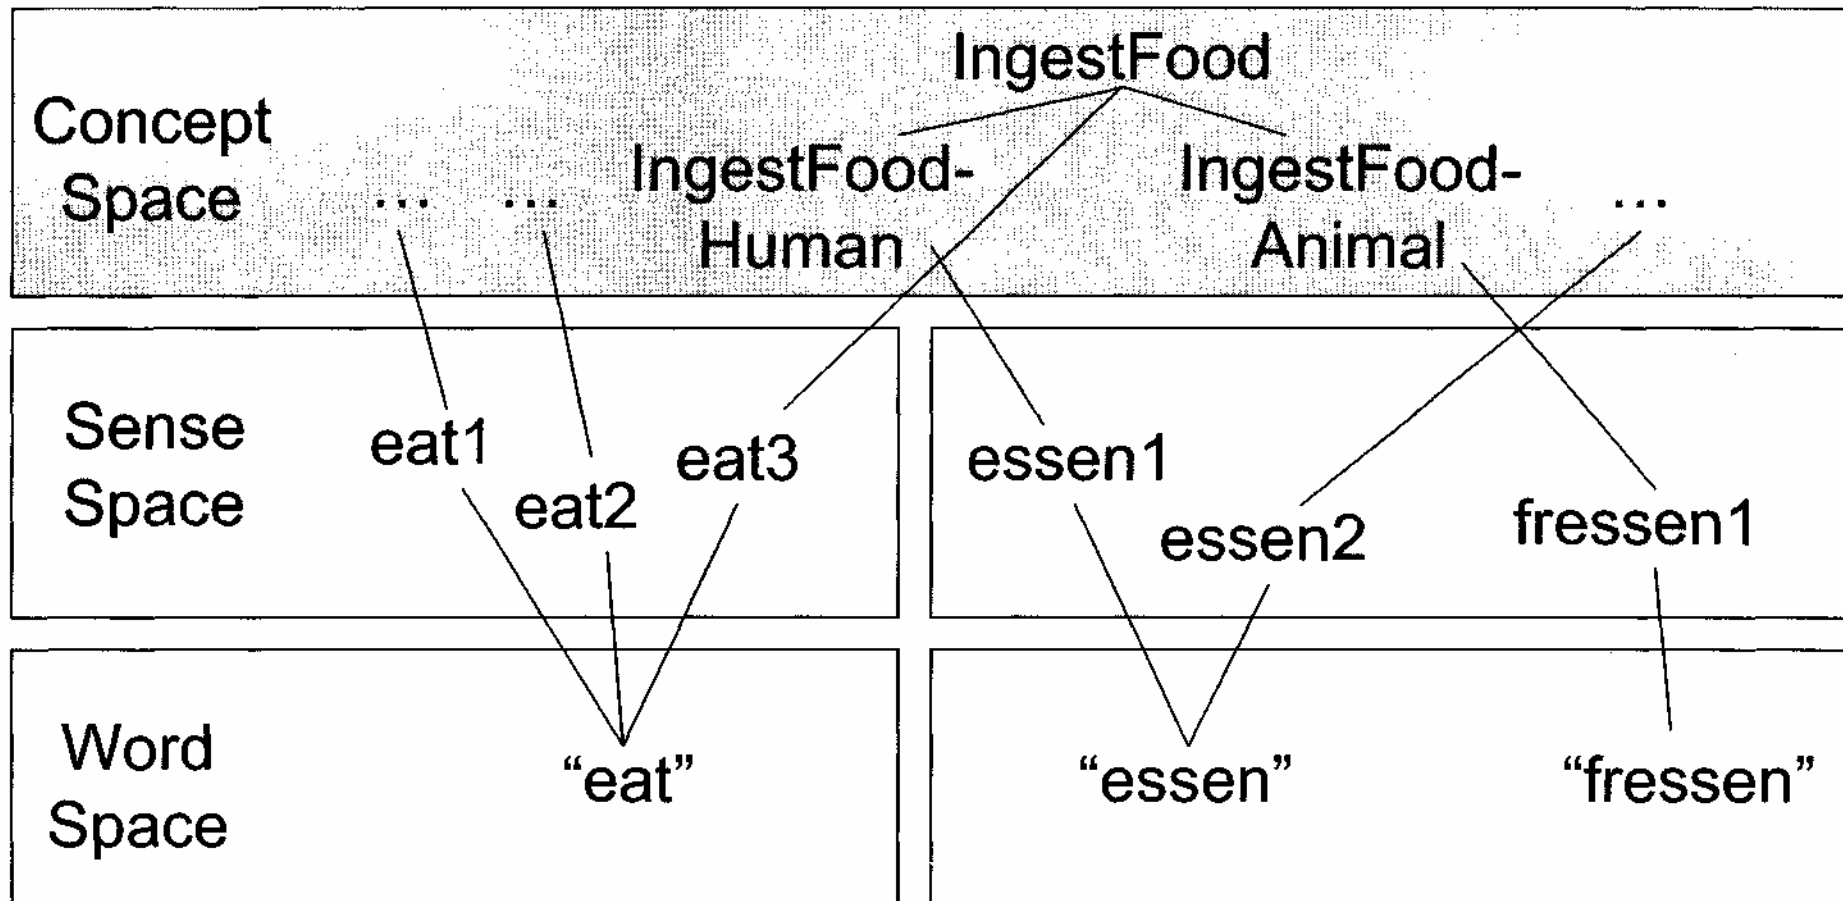 IngestFood
Concept
Space
... ...
IngestFood-
Human
IngestFood-
Animal
...
Sense
Space
eat1
eat2
eat3
essen1
essen2
fressen1
Word
Space
“eat”
“essen”
“fressen”